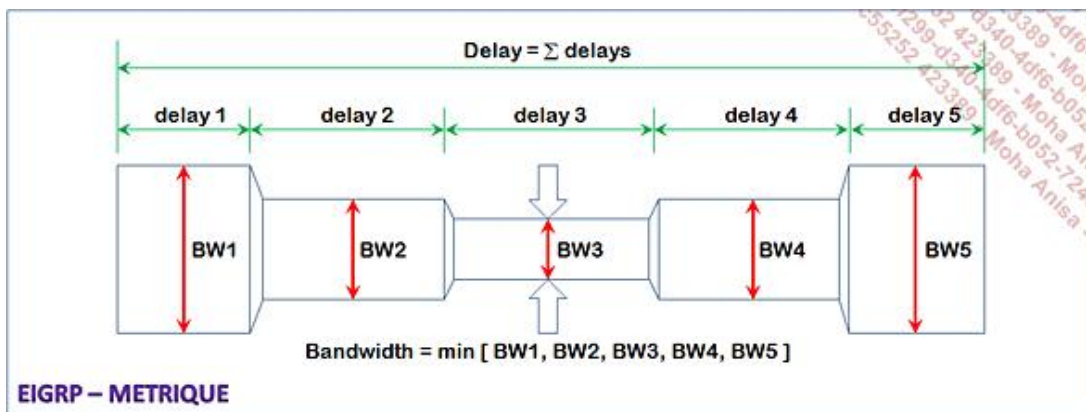 Delay = Σ delays
delay 1 delay 2 delay 3 delay 4 delay 5
BW1 BW2 BW3 BW4 BW5
Bandwidth = min [ BW1, BW2, BW3, BW4, BW5 ]
EIGRP – METRIQUE